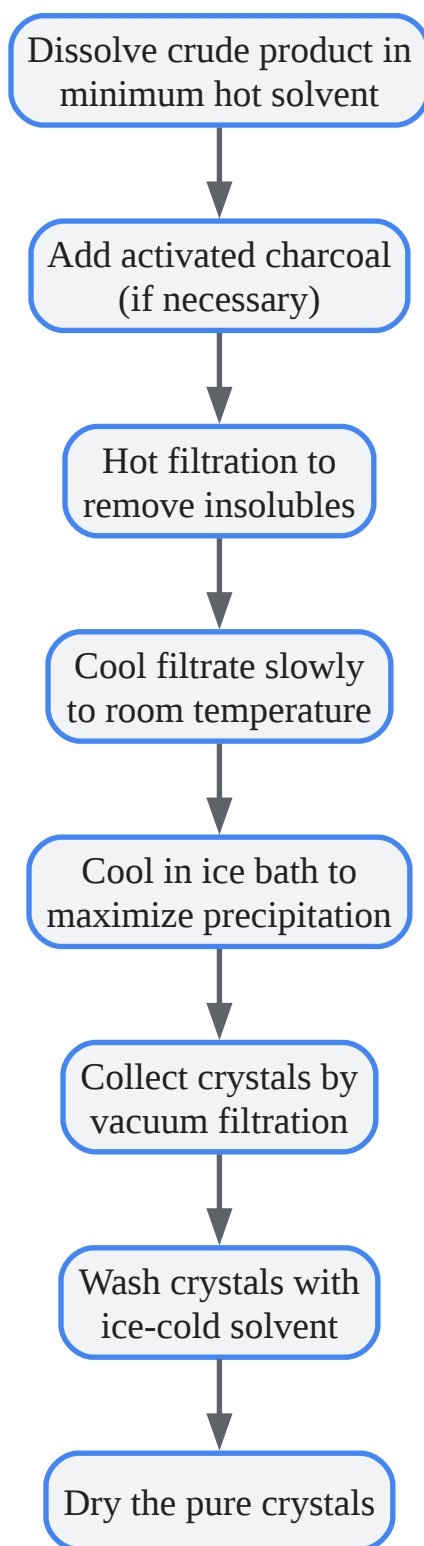 Dissolve crude product in
minimum hot solvent
Add activated charcoal
(if necessary)
Hot filtration to
remove insolubles
Cool filtrate slowly
to room temperature
Cool in ice bath to
maximize precipitation
Collect crystals by
vacuum filtration
Wash crystals with
ice-cold solvent
Dry the pure crystals